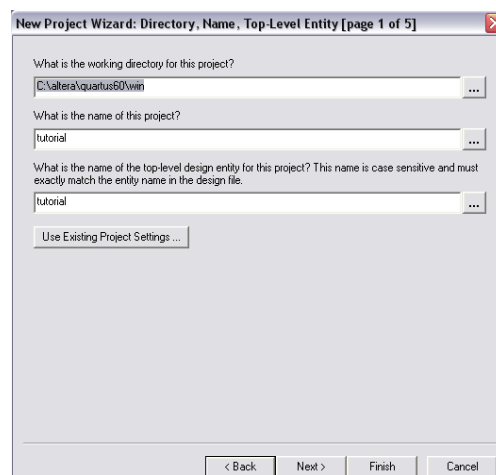 New Project Wizard: Directory, Name, Top-Level Entity [page 1 of 5]
What is the working directory for this project?
C:\altera\quartus60\win
...
What is the name of this project?
tutorial
...
What is the name of the top-level design entity for this project? This name is case sensitive and must
exactly match the entity name in the design file.
tutorial
...
Use Existing Project Settings ...
< Back Next > Finish Cancel